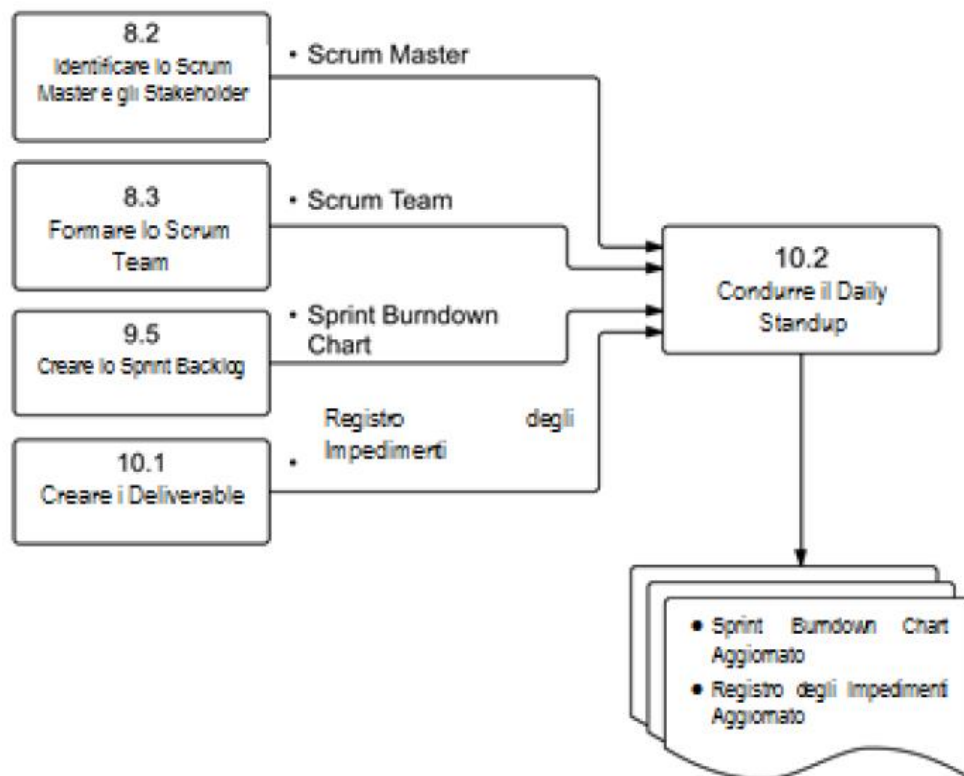 8.2
Identificare lo Scrum
Master e gli Stakeholder
• Scrum Master
8.3
Formare lo Scrum
Team
• Scrum Team
9.5
Creare lo Sprint Backlog
• Sprint Burndown
Chart
10.1
Creare i Deliverable
Registro degli
• Impedimenti
10.2
Condurre il Daily
Standup
● Sprint Burndown Chart
Aggiornato
● Registro degli Impedimenti
Aggiornato